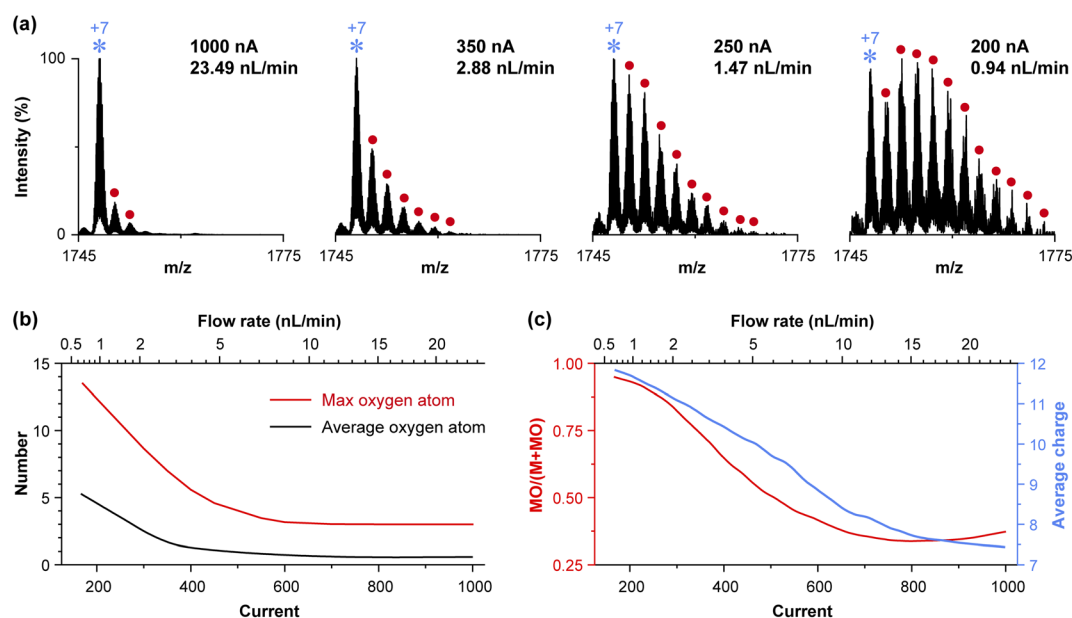 (a)
+7
*
1000 nA
23.49 nL/min
+7
*
350 nA
2.88 nL/min
+7
*
250 nA
1.47 nL/min
+7
*
200 nA
0.94 nL/min
Intensity (%)
100
0
1745 1775
m/z
1745 1775
m/z
1745 1775
m/z
1745 1775
m/z
(b)
Flow rate (nL/min)
0.5 1 2 5 10 15 20
Number
15
10
5
0
Max oxygen atom
Average oxygen atom
200 400 600 800 1000
Current
(c)
Flow rate (nL/min)
0.5 1 2 5 10 15 20
MO/(M+MO)
1.00
0.75
0.50
0.25
12
11
10
9
8
7
Average charge
200 400 600 800 1000
Current